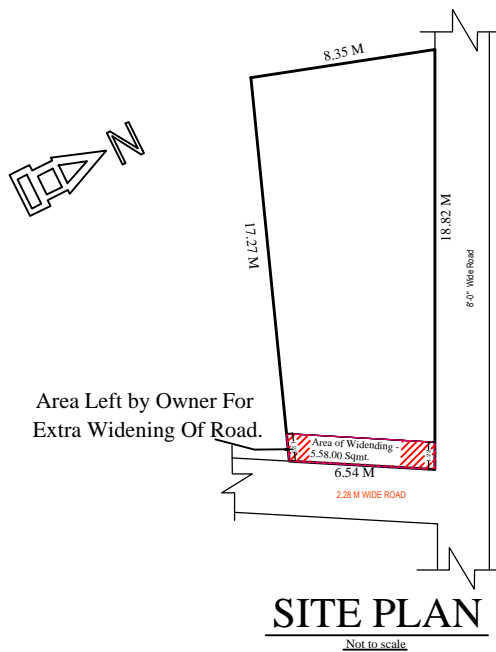 8.35 M
N
17.27 M
18.82 M
8'-0" Wide Road
Area Left by Owner For
Extra Widening Of Road.
Area of Widending -
5.58.00 Sqmt.
6.54 M
2.28 M WIDE ROAD
SITE PLAN
Not to scale